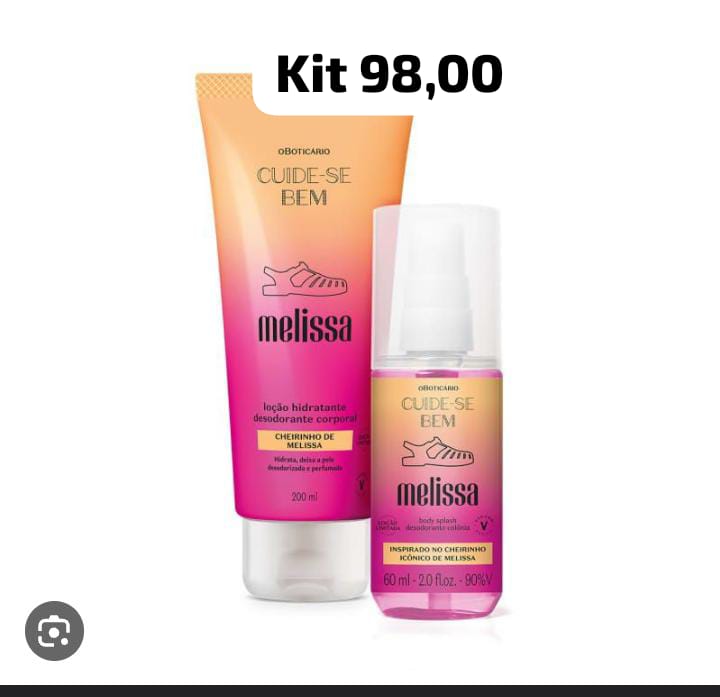 Kit 98,00
oBOTICÁRIO
CUIDE-SE
BEM
melissa
loção hidratante
desodorante corporal
CHEIRINHO DE
MELISSA
Hidrata, deixa a pele
desodorizada e perfumada
200 ml
oBOTICÁRIO
CUIDE-SE
BEM
melissa
EDIÇÃO
LIMITADA
body splash
desodorante colônia
V
INSPIRADO NO CHEIRINHO
ICÔNICO DE MELISSA
60 ml - 2.0 fl.oz. - 90%V